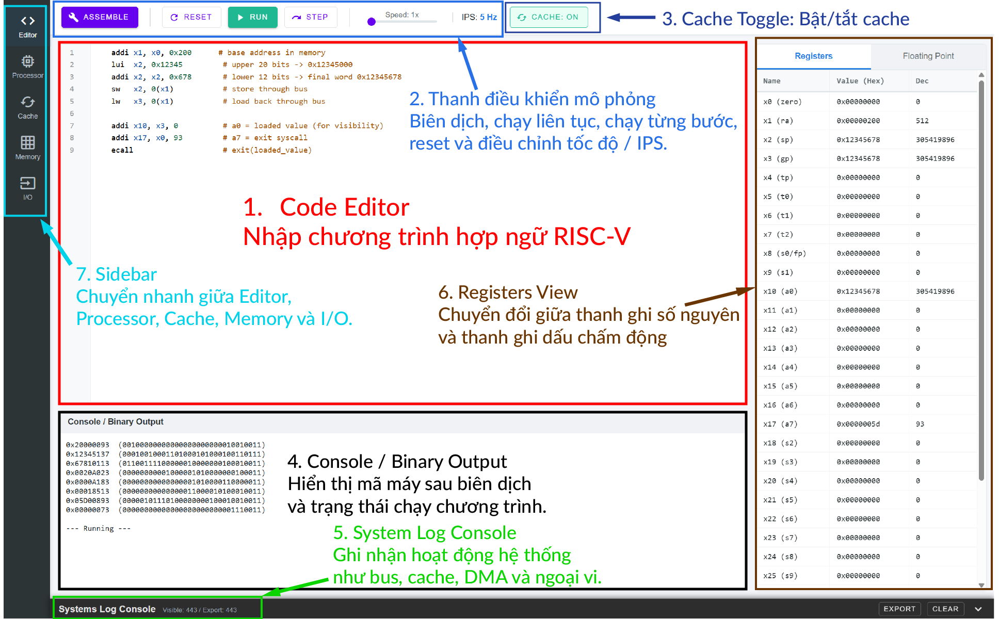 Editor
Processor
Cache
Memory
I/O
ASSEMBLE RESET RUN STEP Speed: 1x IPS: 5 Hz CACHE: ON
3. Cache Toggle: Bật/tắt cache
1 addi x1, x0, 0x200 # base address in memory
2 lui x2, 0x12345 # upper 20 bits -> 0x12345000
3 addi x2, x2, 0x678 # lower 12 bits -> final word 0x12345678
4 sw x2, 0(x1) # store through bus
5 lw x3, 0(x1) # load back through bus
6
7 addi x10, x3, 0 # a0 = loaded value (for visibility)
8 addi x17, x0, 93 # a7 = exit syscall
9 ecall # exit(loaded_value)
2. Thanh điều khiển mô phỏng
Biên dịch, chạy liên tục, chạy từng bước,
reset và điều chỉnh tốc độ / IPS.
1. Code Editor
Nhập chương trình hợp ngữ RISC-V
7. Sidebar
Chuyển nhanh giữa Editor,
Processor, Cache, Memory và I/O.
6. Registers View
Chuyển đổi giữa thanh ghi số nguyên
và thanh ghi dấu chấm động
Console / Binary Output
0x20000093 (00100000000000000000000010010011)
0x12345137 (00010010001101000101000100110111)
0x67810113 (01100111100000010000000100010011)
0x0020A023 (00000000001000001010000000100011)
0x0000A183 (00000000000000001010000110000011)
0x00018513 (00000000000000011000010100010011)
0x05D00893 (00000101110100000000100010010011)
0x00000073 (00000000000000000000000001110011)
--- Running ---
4. Console / Binary Output
Hiển thị mã máy sau biên dịch
và trạng thái chạy chương trình.
5. System Log Console
Ghi nhận hoạt động hệ thống
như bus, cache, DMA và ngoại vi.
Registers Floating Point
Name Value (Hex) Dec
x0 (zero) 0x00000000 0
x1 (ra) 0x00000200 512
x2 (sp) 0x12345678 305419896
x3 (gp) 0x12345678 305419896
x4 (tp) 0x00000000 0
x5 (t0) 0x00000000 0
x6 (t1) 0x00000000 0
x7 (t2) 0x00000000 0
x8 (s0/fp) 0x00000000 0
x9 (s1) 0x00000000 0
x10 (a0) 0x12345678 305419896
x11 (a1) 0x00000000 0
x12 (a2) 0x00000000 0
x13 (a3) 0x00000000 0
x14 (a4) 0x00000000 0
x15 (a5) 0x00000000 0
x16 (a6) 0x00000000 0
x17 (a7) 0x0000005d 93
x18 (s2) 0x00000000 0
x19 (s3) 0x00000000 0
x20 (s4) 0x00000000 0
x21 (s5) 0x00000000 0
x22 (s6) 0x00000000 0
x23 (s7) 0x00000000 0
x24 (s8) 0x00000000 0
x25 (s9) 0x00000000 0
Systems Log Console Visible: 443 / Export: 443 EXPORT CLEAR